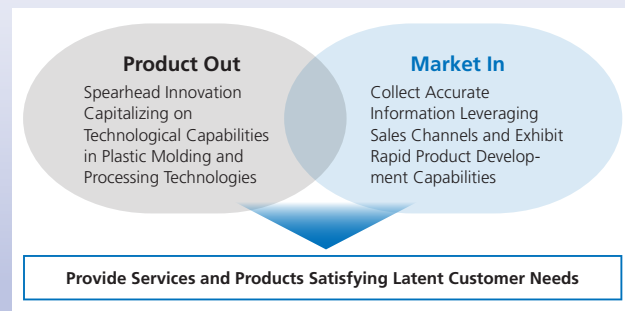 Product Out
Spearhead Innovation
Capitalizing on
Technological Capabilities
in Plastic Molding and
Processing Technologies
Market In
Collect Accurate
Information Leveraging
Sales Channels and Exhibit
Rapid Product Develop-
ment Capabilities
Provide Services and Products Satisfying Latent Customer Needs